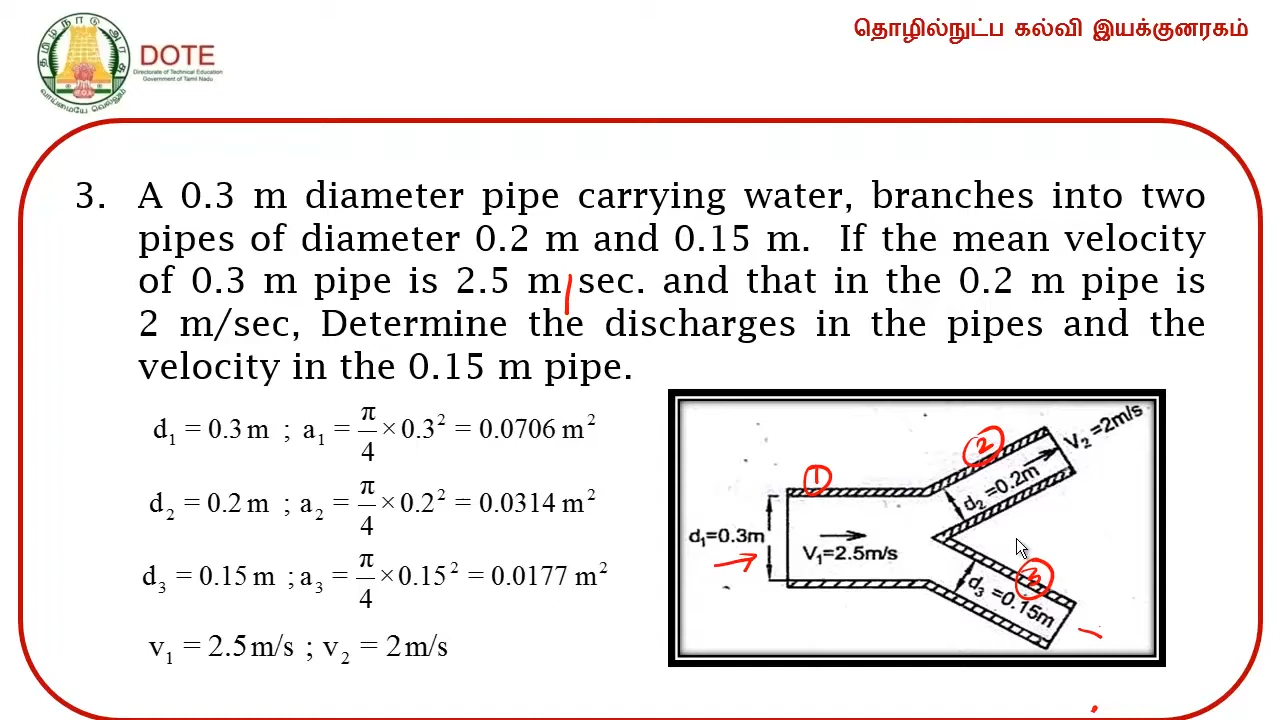 தமிழ்நாடு அரசு
வாய்மையே வெல்லும்
DOTE
Directorate of Technical Education
Government of Tamil Nadu
தொழில்நுட்ப கல்வி இயக்குனரகம்
3. A 0.3 m diameter pipe carrying water, branches into two
pipes of diameter 0.2 m and 0.15 m. If the mean velocity
of 0.3 m pipe is 2.5 m sec. and that in the 0.2 m pipe is
2 m/sec, Determine the discharges in the pipes and the
velocity in the 0.15 m pipe.
d₁ = 0.3 m ; a₁ = π/4 × 0.3² = 0.0706 m²
d₂ = 0.2 m ; a₂ = π/4 × 0.2² = 0.0314 m²
d₃ = 0.15 m ; a₃ = π/4 × 0.15² = 0.0177 m²
v₁ = 2.5 m/s ; v₂ = 2 m/s
1
2
V₂=2m/s
d₂=0.2m
d₁=0.3m
V₁=2.5m/s
3
d₃=0.15m